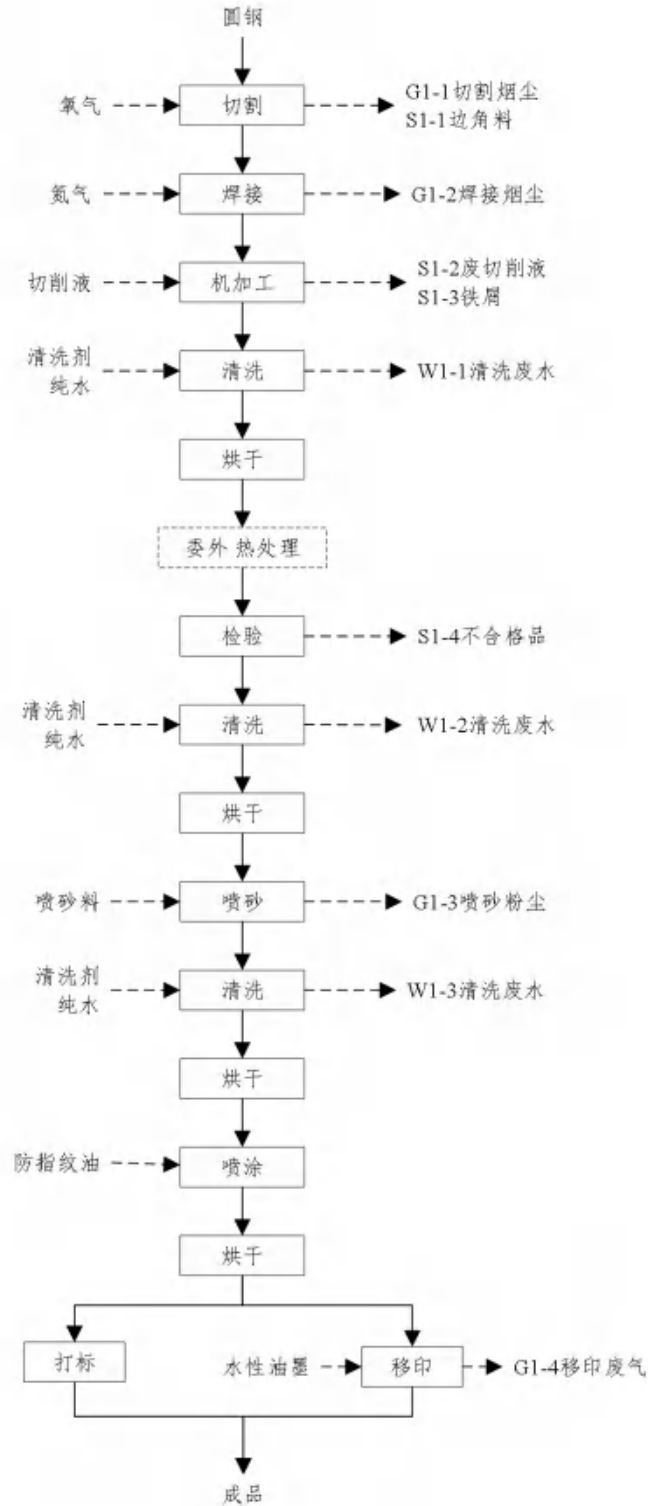 圆钢
氧气
切割
G1-1切割烟尘
S1-1边角料
氮气
焊接
G1-2焊接烟尘
切削液
机加工
S1-2废切削液
S1-3铁屑
清洗剂
纯水
清洗
W1-1清洗废水
烘干
委外 热处理
检验
S1-4不合格品
清洗剂
纯水
清洗
W1-2清洗废水
烘干
喷砂料
喷砂
G1-3喷砂粉尘
清洗剂
纯水
清洗
W1-3清洗废水
烘干
防指纹油
喷涂
烘干
打标
水性油墨
移印
G1-4移印废气
成品